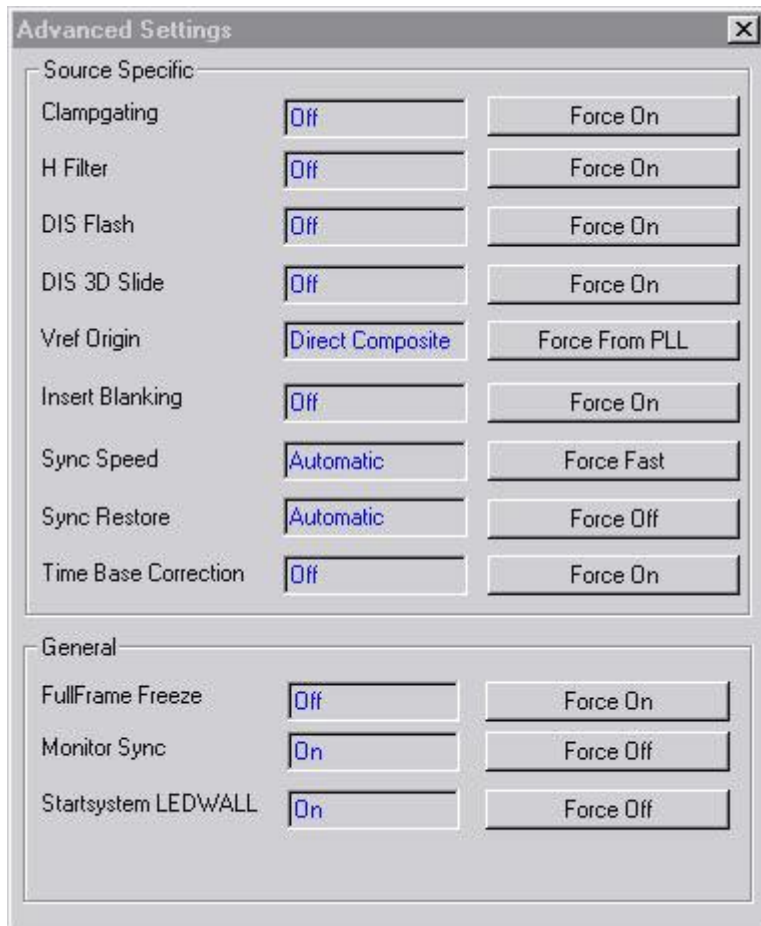 Advanced Settings
Source Specific
Clampgating Off Force On
H Filter Off Force On
DIS Flash Off Force On
DIS 3D Slide Off Force On
Vref Origin Direct Composite Force From PLL
Insert Blanking Off Force On
Sync Speed Automatic Force Fast
Sync Restore Automatic Force Off
Time Base Correction Off Force On
General
FullFrame Freeze Off Force On
Monitor Sync On Force Off
Startsystem LEDWALL On Force Off